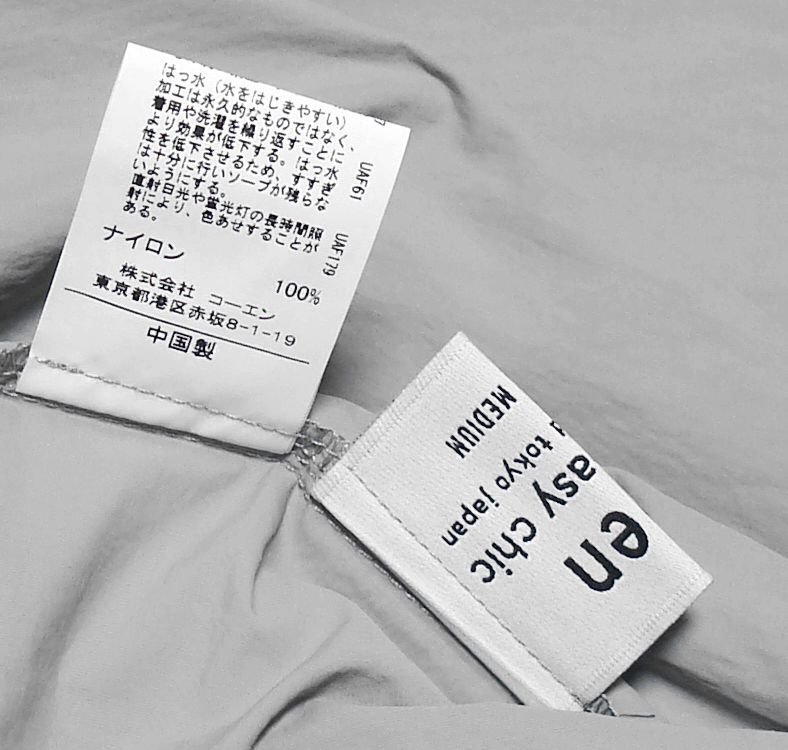 はっ水（水をはじきやすい）
加工は永久的なものではなく、
着用や洗濯を繰り返すことに
より効果が低下する。はっ水
性を低下させるため、すすぎ
は十分に行いソープが残らな
いようにする。
直射日光や蛍光灯の長時間照
射により、色あせすることが
ある。
UAF61
UAF179
ナイロン
100%
株式会社 コーエン
東京都港区赤坂8-1-19
中国製
en
asy chic
tokyo japan
MEDIUM